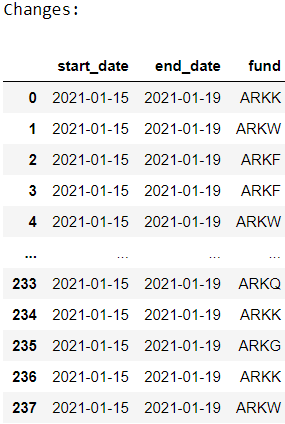 Changes:
start_date end_date fund
0 2021-01-15 2021-01-19 ARKK
1 2021-01-15 2021-01-19 ARKW
2 2021-01-15 2021-01-19 ARKF
3 2021-01-15 2021-01-19 ARKF
4 2021-01-15 2021-01-19 ARKW
... ... ... ...
233 2021-01-15 2021-01-19 ARKQ
234 2021-01-15 2021-01-19 ARKK
235 2021-01-15 2021-01-19 ARKG
236 2021-01-15 2021-01-19 ARKK
237 2021-01-15 2021-01-19 ARKW